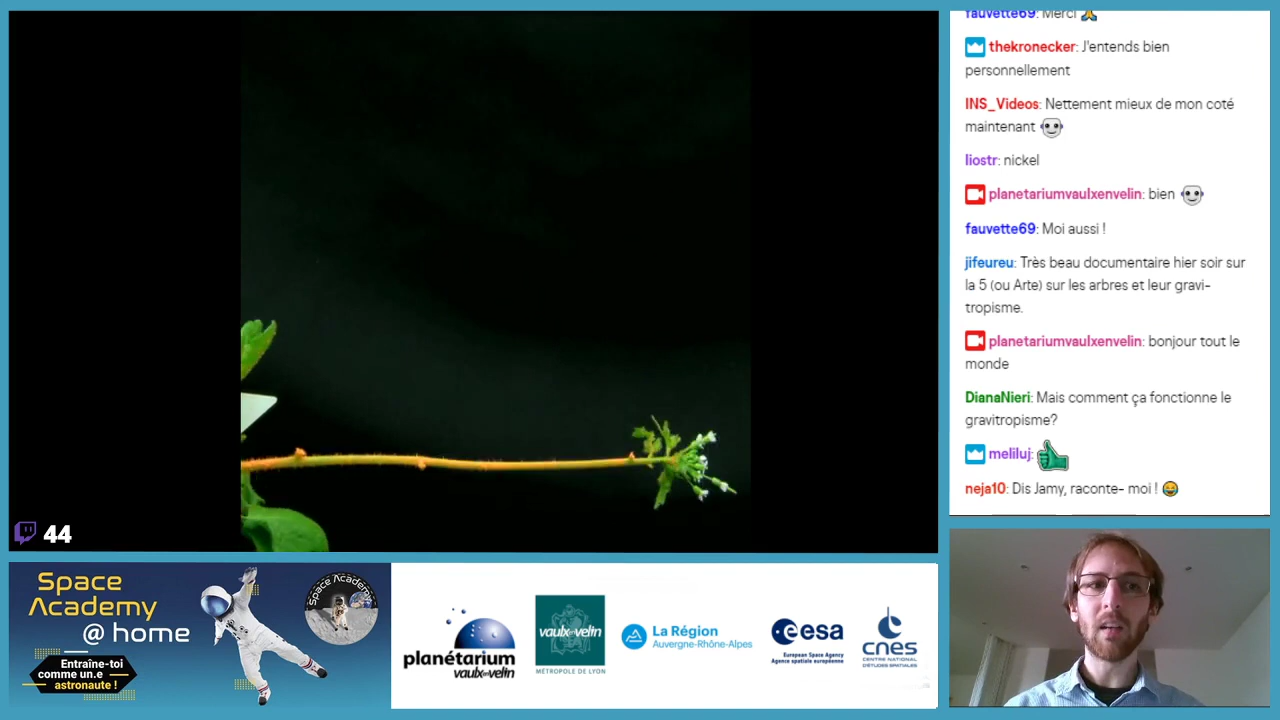 fauvette69: Merci 🙏
thekronecker: J'entends bien
personnellement
INS_Videos: Nettement mieux de mon coté
maintenant
liostr: nickel
planetariumvaulxenvelin: bien
fauvette69: Moi aussi !
jifeureu: Très beau documentaire hier soir sur
la 5 (ou Arte) sur les arbres et leur gravi-
tropisme.
planetariumvaulxenvelin: bonjour tout le
monde
DianaNieri: Mais comment ça fonctionne le
gravitropisme?
meliluj:
neja10: Dis Jamy, raconte- moi ! 😂
44
Space
Academy
@ home
Entraîne-toi
comme un.e
astronaute !
Space Academy
planétarium
vaulx en velin
vaulx en velin
MÉTROPOLE DE LYON
La Région
Auvergne-Rhône-Alpes
esa
European Space Agency
Agence spatiale européenne
cnes
CENTRE NATIONAL
D'ÉTUDES SPATIALES